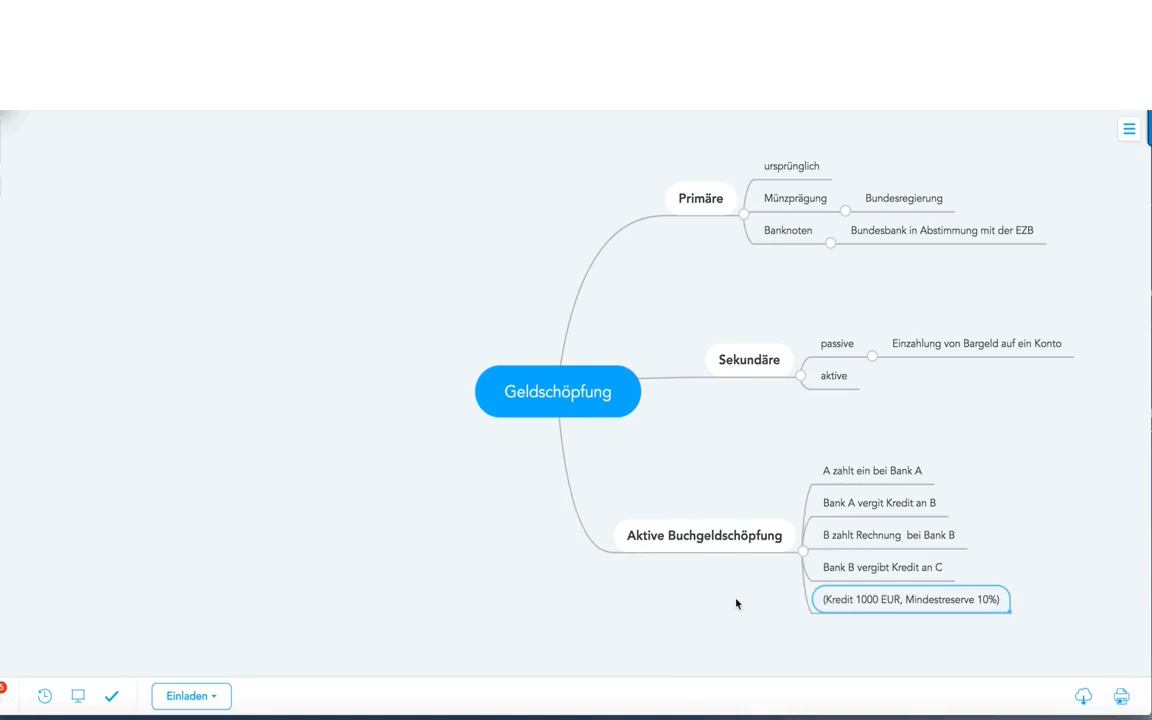 ursprünglich
Primäre
Münzprägung
Bundesregierung
Banknoten
Bundesbank in Abstimmung mit der EZB
Sekundäre
passive
Einzahlung von Bargeld auf ein Konto
aktive
Geldschöpfung
A zahlt ein bei Bank A
Bank A vergit Kredit an B
Aktive Buchgeldschöpfung
B zahlt Rechnung bei Bank B
Bank B vergibt Kredit an C
(Kredit 1000 EUR, Mindestreserve 10%)
Einladen